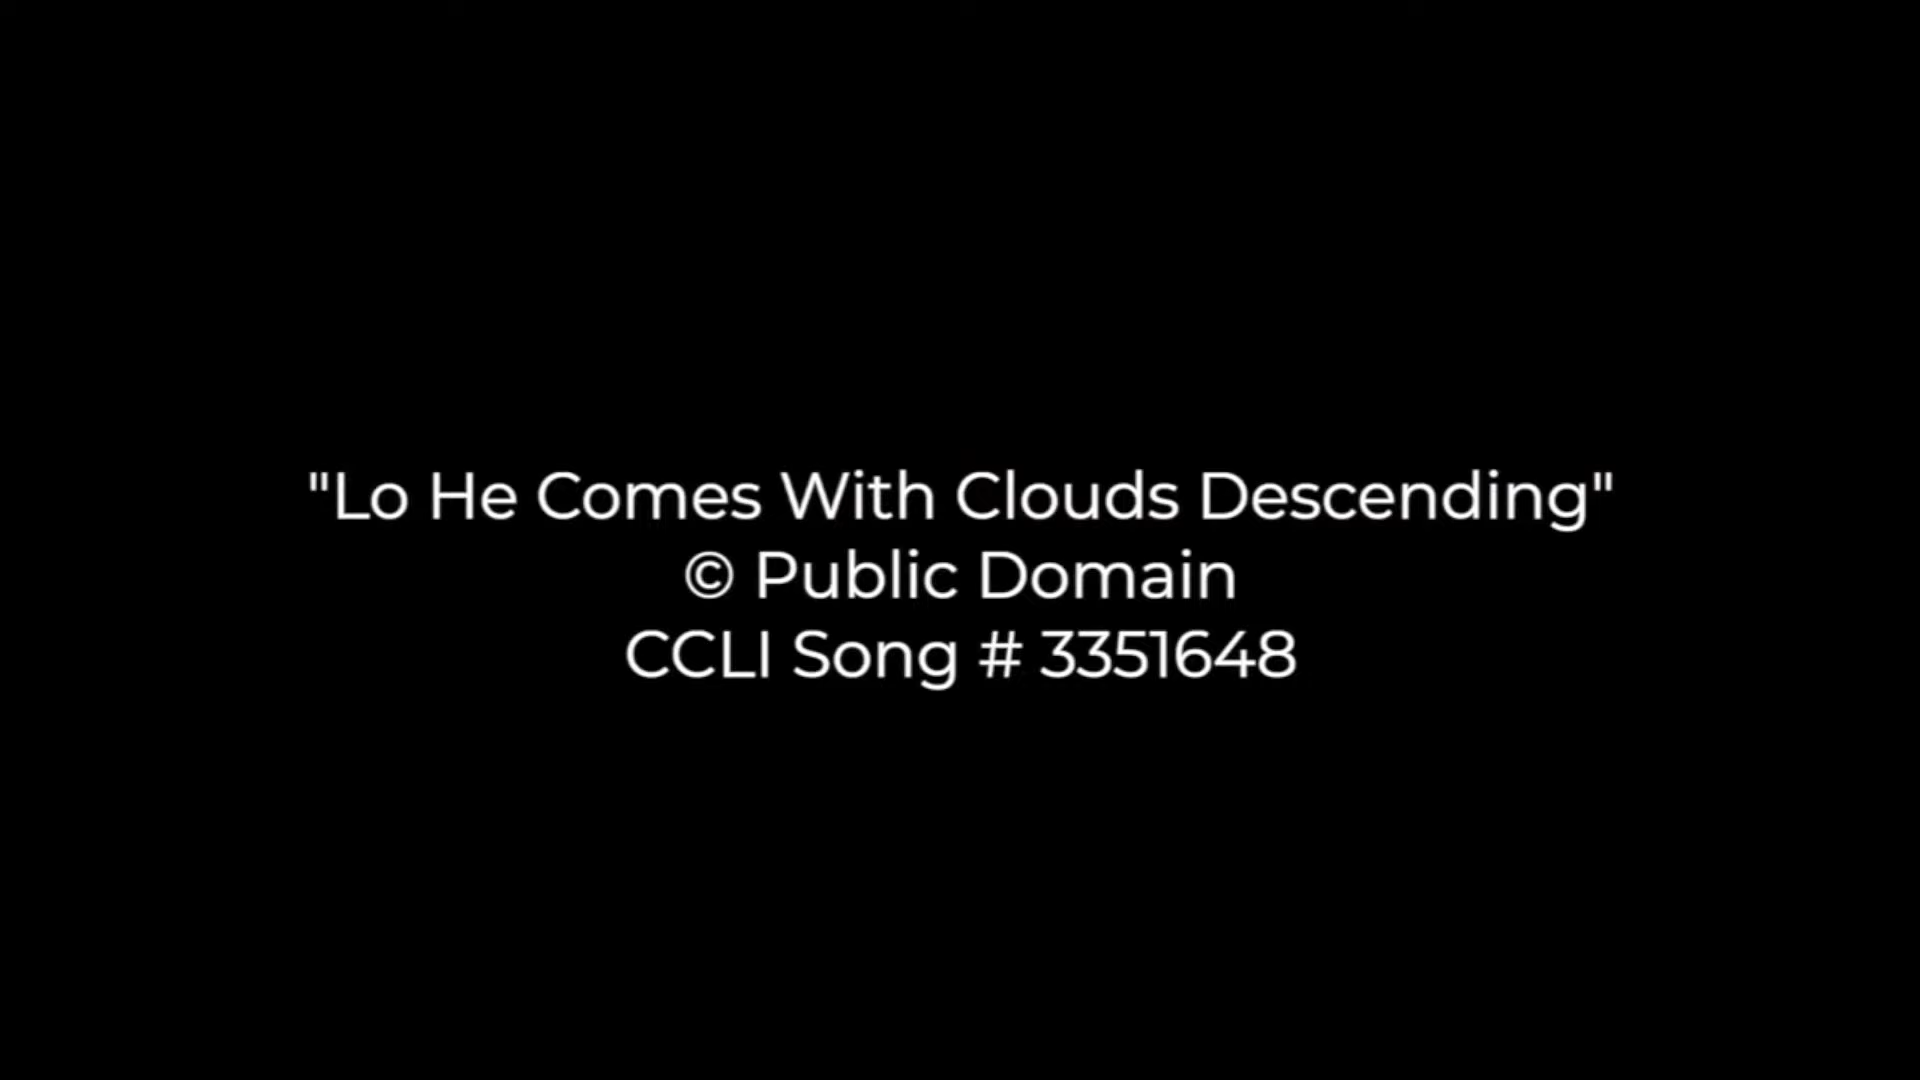 "Lo He Comes With Clouds Descending"
© Public Domain
CCLI Song # 3351648